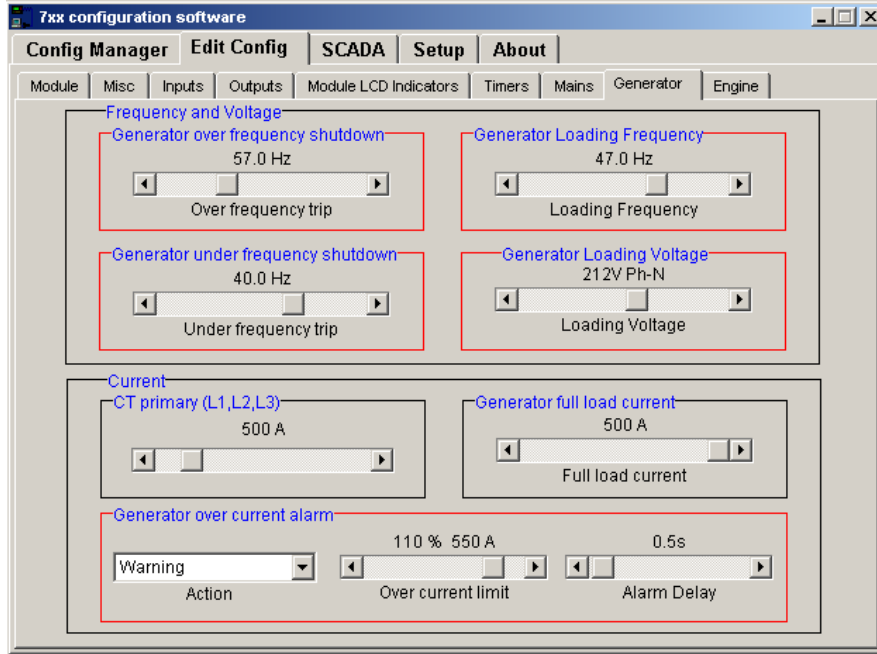 7xx configuration software
Config Manager Edit Config SCADA Setup About
Module Misc Inputs Outputs Module LCD Indicators Timers Mains Generator Engine
Frequency and Voltage
Generator over frequency shutdown
57.0 Hz
Over frequency trip
Generator Loading Frequency
47.0 Hz
Loading Frequency
Generator under frequency shutdown
40.0 Hz
Under frequency trip
Generator Loading Voltage
212V Ph-N
Loading Voltage
Current
CT primary (L1,L2,L3)
500 A
Generator full load current
500 A
Full load current
Generator over current alarm
Warning
Action
110 % 550 A
Over current limit
0.5s
Alarm Delay